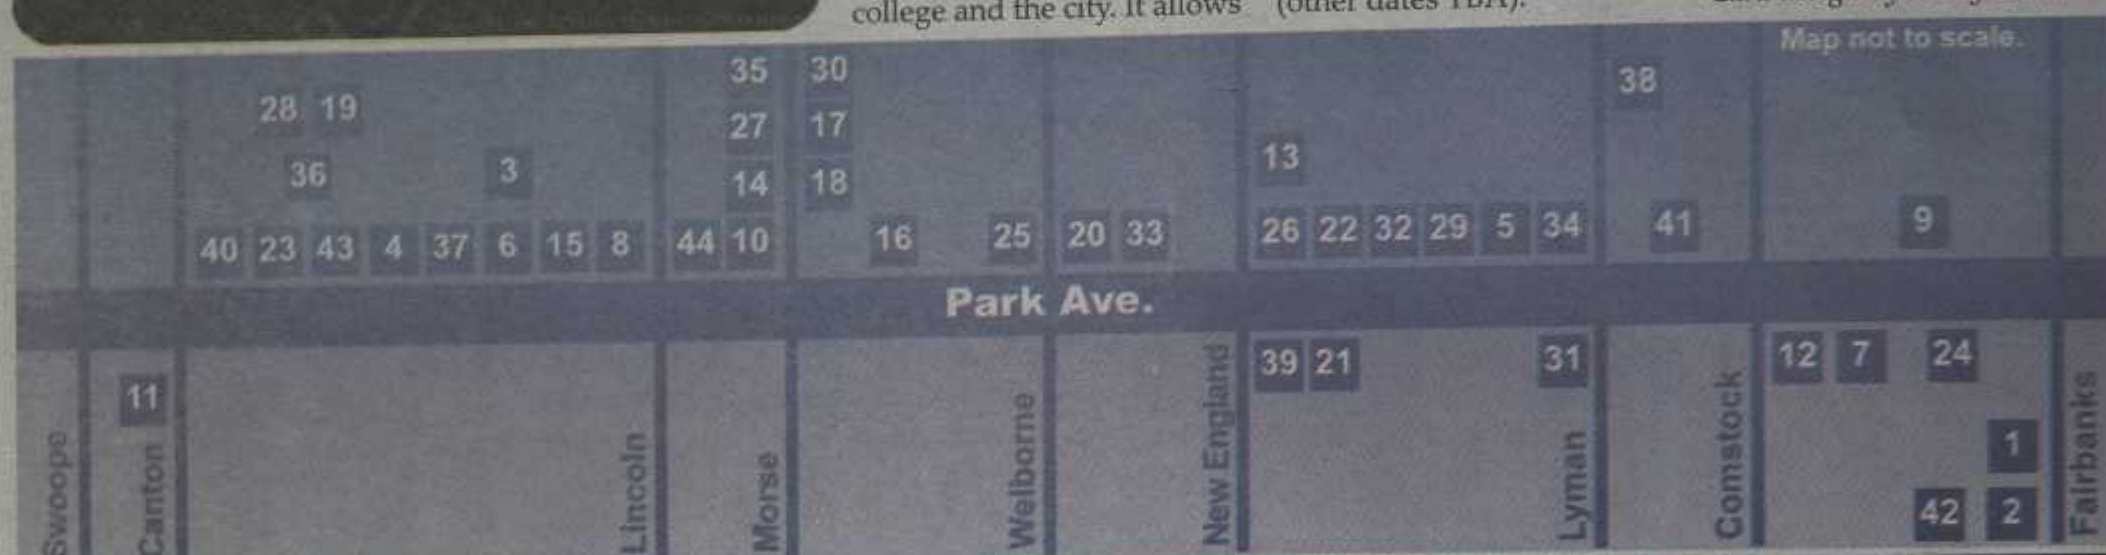 college and the city. It allows (other dates TBA).
Map not to scale.
35 30
38
28 19
27 17
13
36 3
14 18
40 23 43 4 37 6 15 8 44 10 16 25 20 33 26 22 32 29 5 34 41 9
Park Ave.
39 21 31 12 7 24
11
1
42 2
Swoope
Canton
Lincoln
Morse
Welborne
New England
Lyman
Comstock
Fairbanks